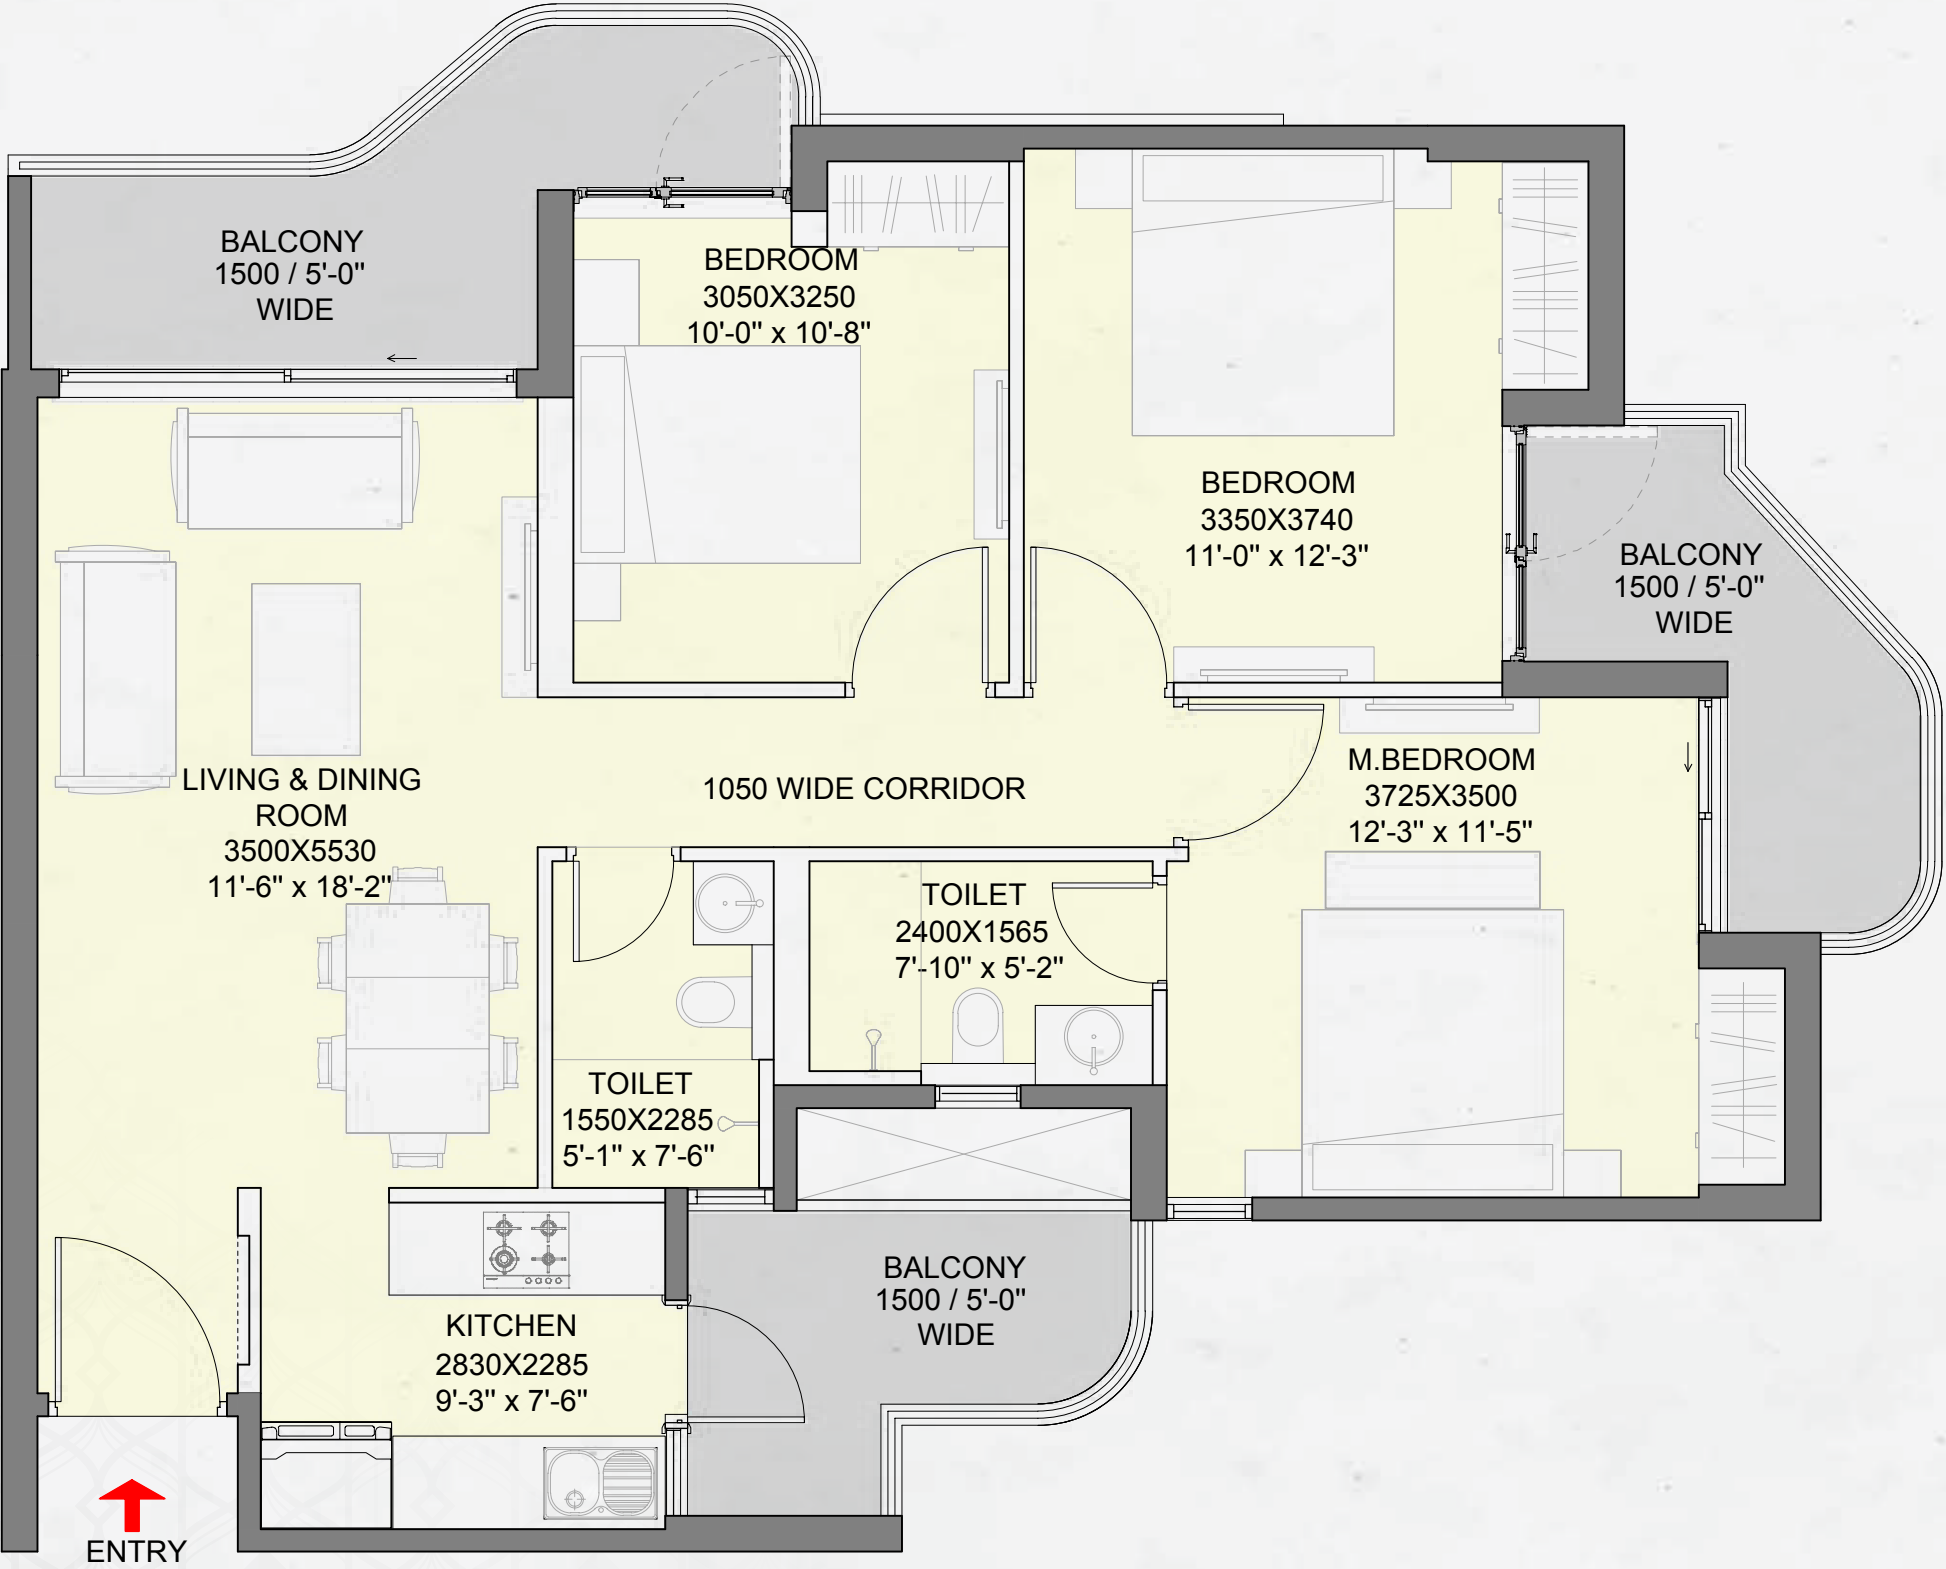 BALCONY
1500 / 5'-0"
WIDE
BEDROOM
3050X3250
10'-0" x 10'-8"
BEDROOM
3350X3740
11'-0" x 12'-3"
BALCONY
1500 / 5'-0"
WIDE
LIVING & DINING
ROOM
3500X5530
11'-6" x 18'-2"
1050 WIDE CORRIDOR
M.BEDROOM
3725X3500
12'-3" x 11'-5"
TOILET
2400X1565
7'-10" x 5'-2"
TOILET
1550X2285
5'-1" x 7'-6"
BALCONY
1500 / 5'-0"
WIDE
KITCHEN
2830X2285
9'-3" x 7'-6"
ENTRY